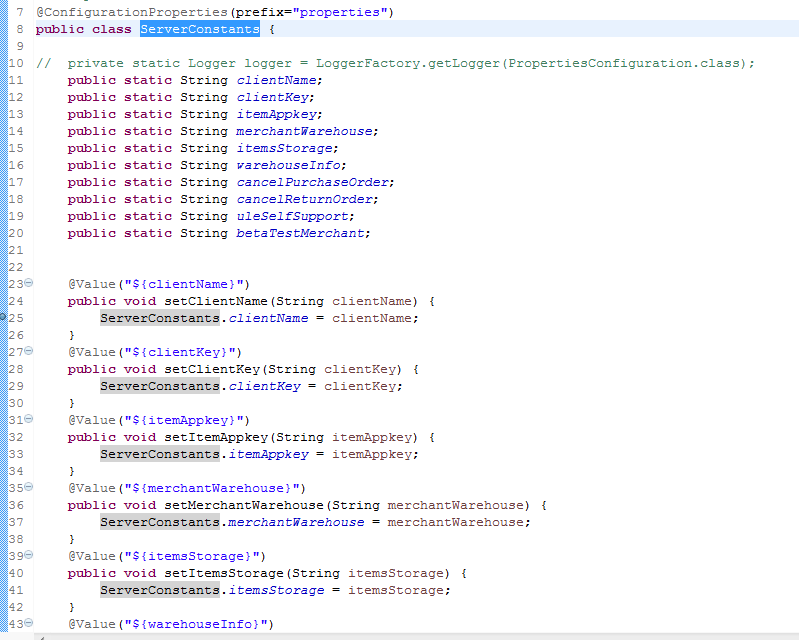 7 @ConfigurationProperties(prefix="properties")
8 public class ServerConstants {
9
10 //  private static Logger logger = LoggerFactory.getLogger(PropertiesConfiguration.class);
11     public static String clientName;
12     public static String clientKey;
13     public static String itemAppkey;
14     public static String merchantWarehouse;
15     public static String itemsStorage;
16     public static String warehouseInfo;
17     public static String cancelPurchaseOrder;
18     public static String cancelReturnOrder;
19     public static String uleSelfSupport;
20     public static String betaTestMerchant;
21
22
23     @Value("${clientName}")
24     public void setClientName(String clientName) {
25         ServerConstants.clientName = clientName;
26     }
27     @Value("${clientKey}")
28     public void setClientKey(String clientKey) {
29         ServerConstants.clientKey = clientKey;
30     }
31     @Value("${itemAppkey}")
32     public void setItemAppkey(String itemAppkey) {
33         ServerConstants.itemAppkey = itemAppkey;
34     }
35     @Value("${merchantWarehouse}")
36     public void setMerchantWarehouse(String merchantWarehouse) {
37         ServerConstants.merchantWarehouse = merchantWarehouse;
38     }
39     @Value("${itemsStorage}")
40     public void setItemsStorage(String itemsStorage) {
41         ServerConstants.itemsStorage = itemsStorage;
42     }
43     @Value("${warehouseInfo}")